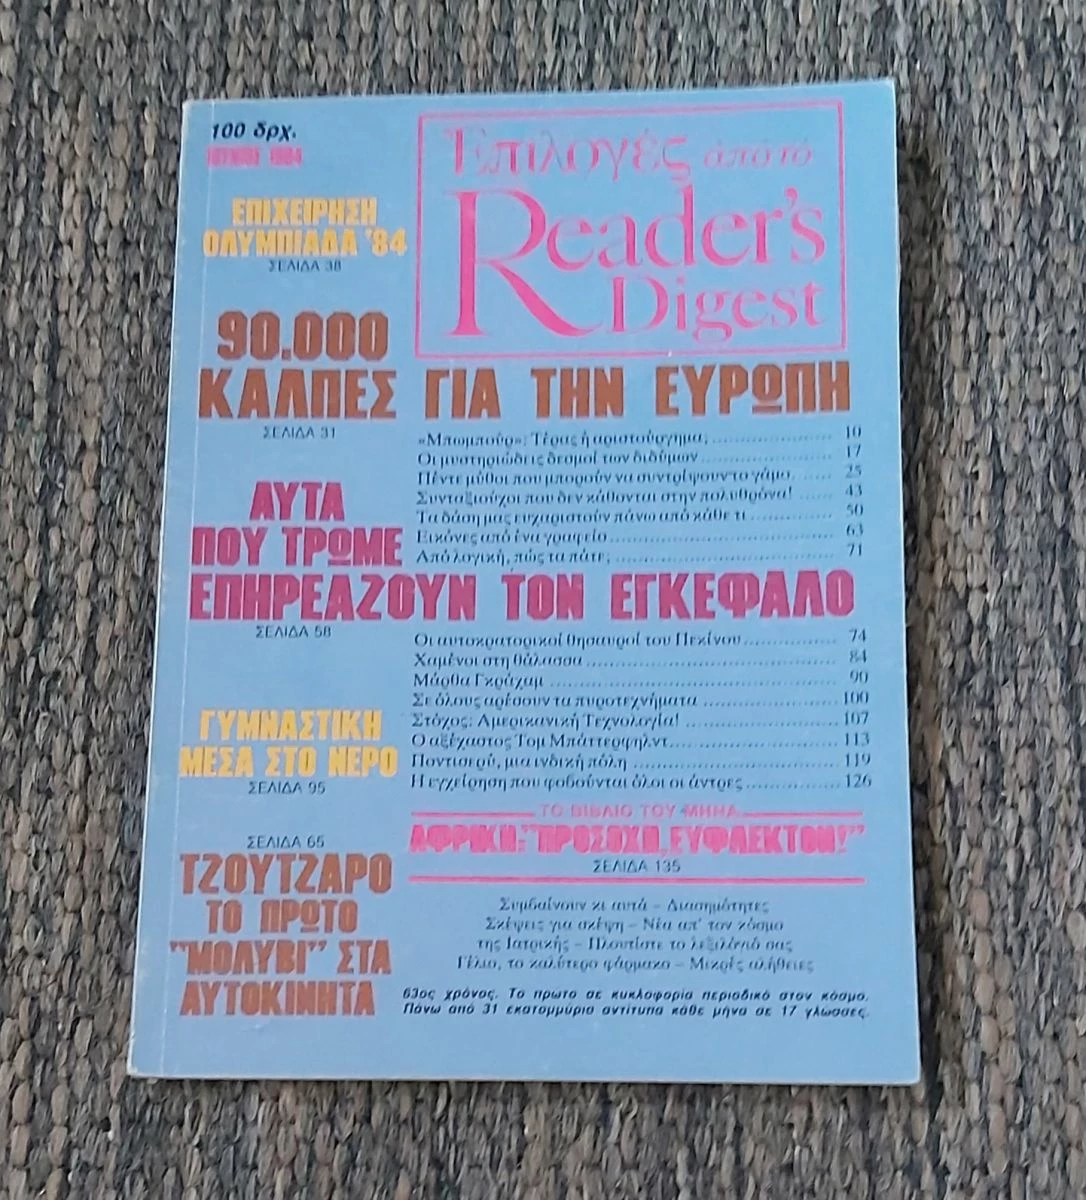 100 δρχ.
ΙΟΥΝΙΟΣ 1984
Ἐπιλογές ἀπό τό
Reader's
Digest
ΕΠΙΧΕΙΡΗΣΗ
ΟΛΥΜΠΙΑΔΑ '84
ΣΕΛΙΔΑ 38
90.000
ΚΑΛΠΕΣ ΓΙΑ ΤΗΝ ΕΥΡΩΠΗ
ΣΕΛΙΔΑ 31
«Μπωμπούρ»: Τέρας ή αριστούργημα; 10
Οι μυστηριώδεις δεσμοί των διδύμων 17
Πέντε μύθοι που μπορούν να συντρίψουν το γάμο 25
Συνταξιούχοι που δεν κάθονται στην πολυθρόνα! 43
Τα δάση μας ευχαριστούν πάνω από κάθε τι 50
Εικόνες από ένα γραφείο 63
Από λογική, πώς τα πάτε; 71
ΑΥΤΑ
ΠΟΥ ΤΡΩΜΕ
ΕΠΗΡΕΑΖΟΥΝ ΤΟΝ ΕΓΚΕΦΑΛΟ
ΣΕΛΙΔΑ 58
Οι αυτοκρατορικοί θησαυροί του Πεκίνου 74
Χαμένοι στη θάλασσα 84
Μάρθα Γκράχαμ 90
Σε όλους αρέσουν τα πυροτεχνήματα 100
Στόχος: Αμερικανική Τεχνολογία! 107
Ο αξέχαστος Τομ Μπάττερφηλντ 113
Ποντισερύ, μια ινδική πόλη 119
Η εγχείρηση που φοβούνται όλοι οι άντρες 126
ΓΥΜΝΑΣΤΙΚΗ
ΜΕΣΑ ΣΤΟ ΝΕΡΟ
ΣΕΛΙΔΑ 95
ΤΟ ΒΙΒΛΙΟ ΤΟΥ ΜΗΝΑ
ΑΦΡΙΚΗ: "ΠΡΟΣΟΧΗ, ΕΥΦΛΕΚΤΟΝ!"
ΣΕΛΙΔΑ 135
ΣΕΛΙΔΑ 65
ΤΖΟΥΤΖΑΡΟ
ΤΟ ΠΡΩΤΟ
"ΜΟΛΥΒΙ" ΣΤΑ
ΑΥΤΟΚΙΝΗΤΑ
Συμβαίνουν κι αυτά – Διασημότητες
Σκέψεις για σκέψη – Νέα απ' τον κόσμο
της Ιατρικής – Πλουτίστε το λεξιλόγιό σας
Γέλιο, το καλύτερο φάρμακο – Μικρές αλήθειες
63ος χρόνος. Το πρώτο σε κυκλοφορία περιοδικό στον κόσμο.
Πάνω από 31 εκατομμύρια αντίτυπα κάθε μήνα σε 17 γλώσσες.